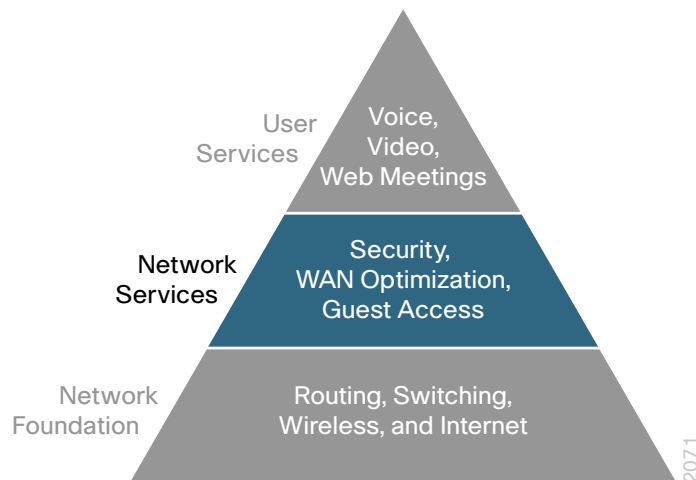 User
Services
Voice,
Video,
Web Meetings
Network
Services
Security,
WAN Optimization,
Guest Access
Network
Foundation
Routing, Switching,
Wireless, and Internet
2071